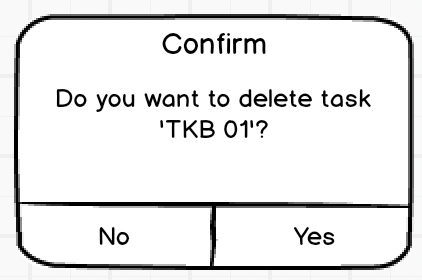 Confirm
Do you want to delete task
'TKB 01'?
No
Yes